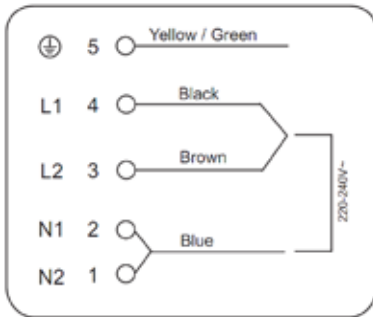 5 Yellow / Green
L1 4 Black
L2 3 Brown
N1 2
Blue
N2 1
220-240V~